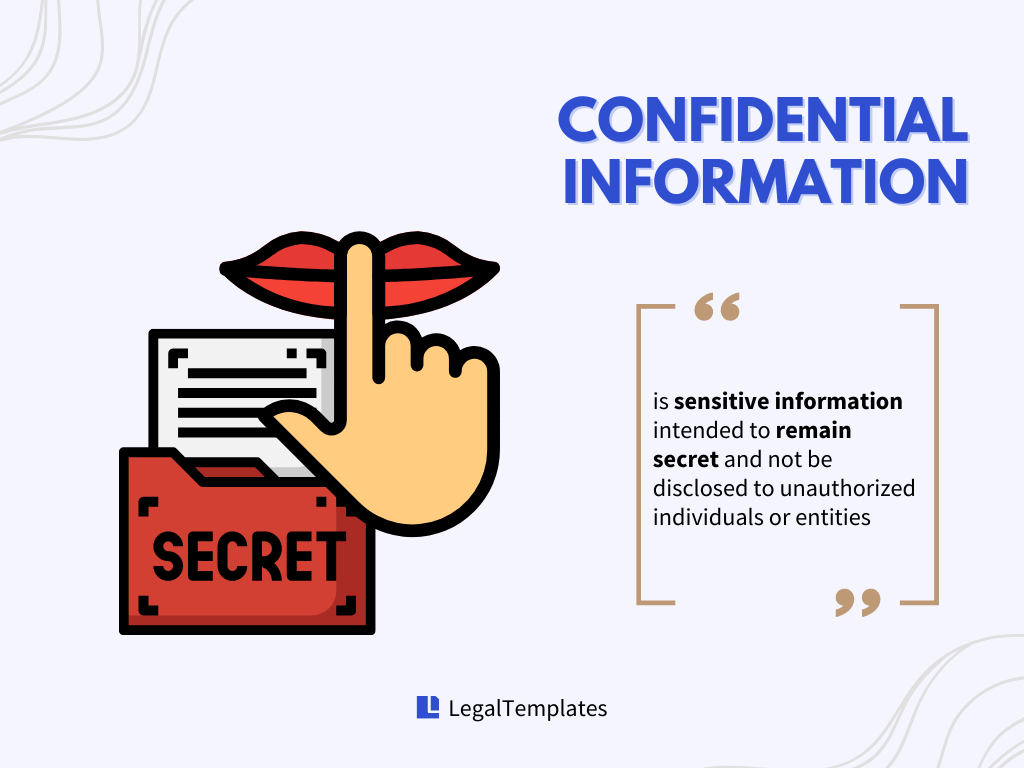 CONFIDENTIAL
INFORMATION
is sensitive information
intended to remain
secret and not be
disclosed to unauthorized
individuals or entities
SECRET
LegalTemplates